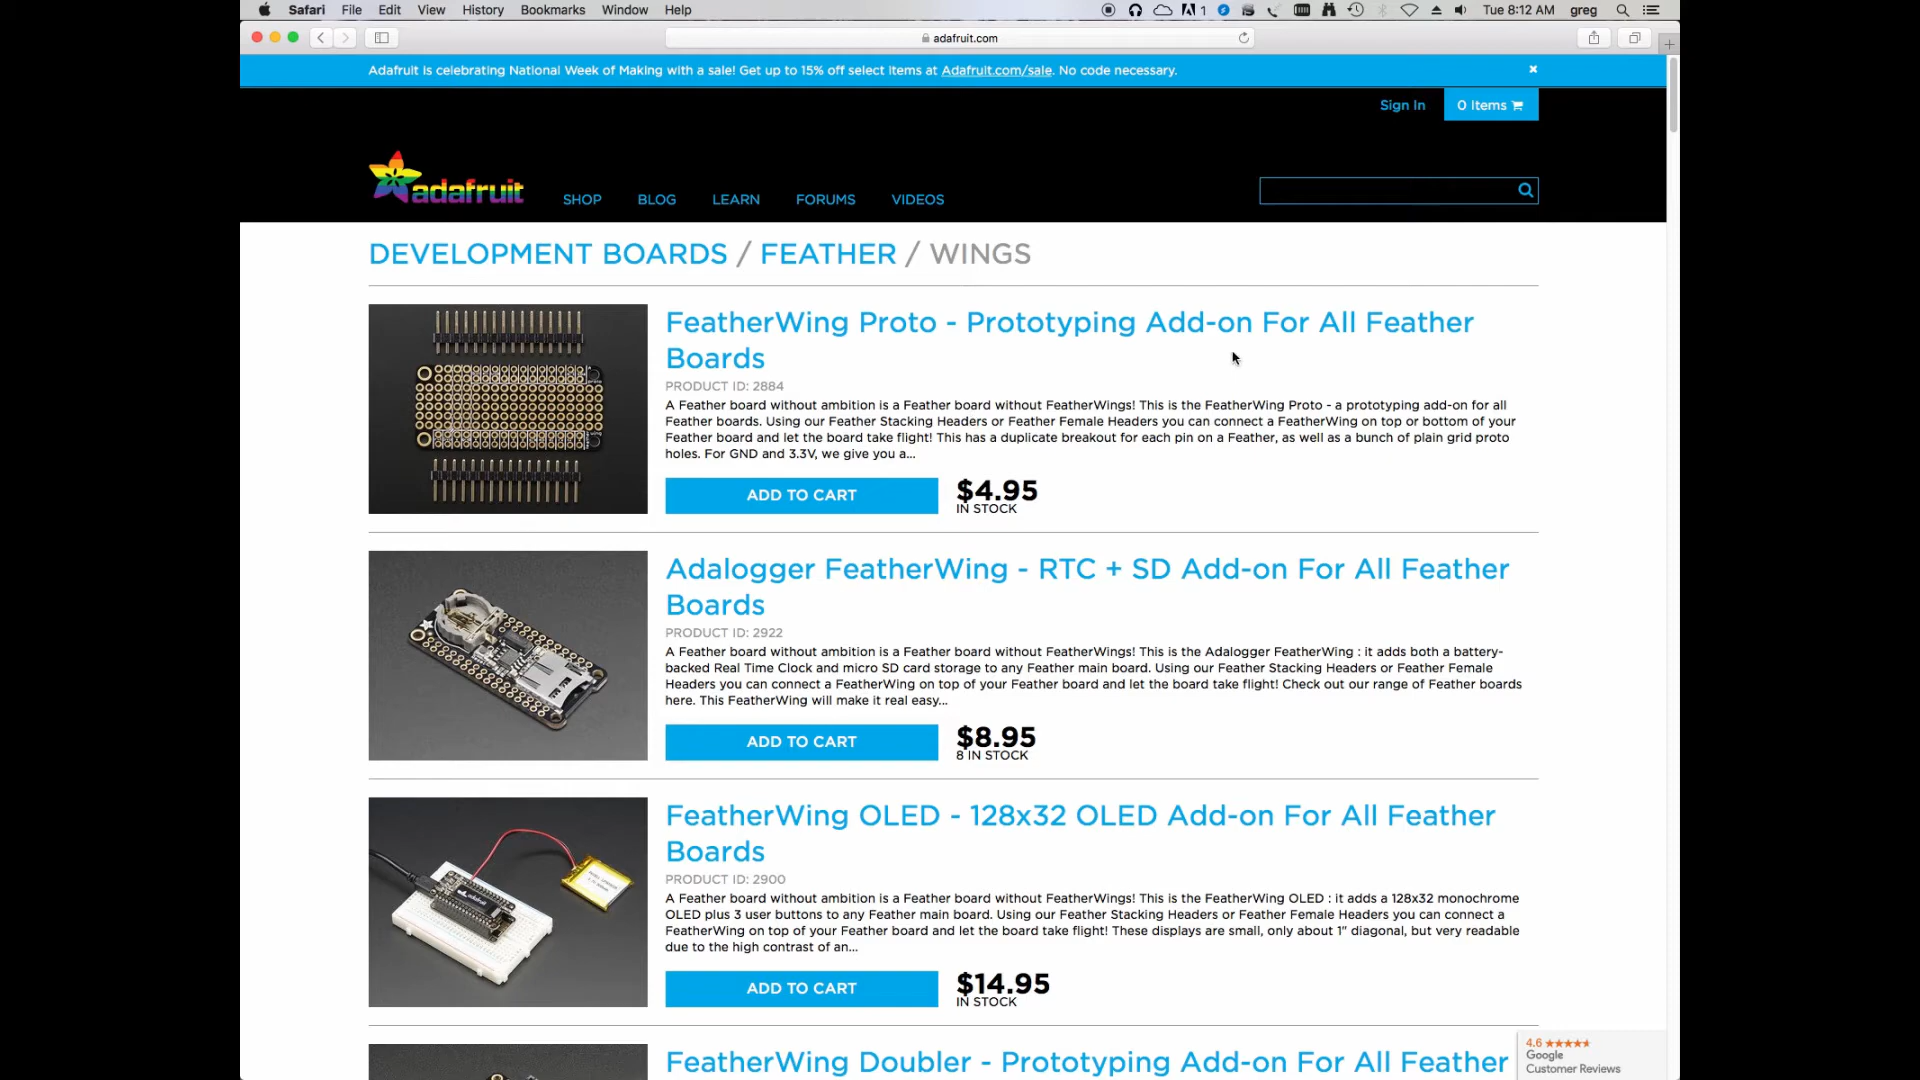 Safari File Edit View History Bookmarks Window Help
1
Tue 8:12 AM greg
adafruit.com
Adafruit is celebrating National Week of Making with a sale! Get up to 15% off select items at Adafruit.com/sale. No code necessary.
Sign In 0 Items
adafruit
SHOP BLOG LEARN FORUMS VIDEOS
DEVELOPMENT BOARDS / FEATHER / WINGS
FeatherWing Proto - Prototyping Add-on For All Feather
Boards
PRODUCT ID: 2884
A Feather board without ambition is a Feather board without FeatherWings! This is the FeatherWing Proto - a prototyping add-on for all
Feather boards. Using our Feather Stacking Headers or Feather Female Headers you can connect a FeatherWing on top or bottom of your
Feather board and let the board take flight! This has a duplicate breakout for each pin on a Feather, as well as a bunch of plain grid proto
holes. For GND and 3.3V, we give you a...
ADD TO CART $4.95
IN STOCK
Adalogger FeatherWing - RTC + SD Add-on For All Feather
Boards
PRODUCT ID: 2922
A Feather board without ambition is a Feather board without FeatherWings! This is the Adalogger FeatherWing : it adds both a battery-
backed Real Time Clock and micro SD card storage to any Feather main board. Using our Feather Stacking Headers or Feather Female
Headers you can connect a FeatherWing on top of your Feather board and let the board take flight! Check out our range of Feather boards
here. This FeatherWing will make it real easy...
ADD TO CART $8.95
8 IN STOCK
FeatherWing OLED - 128x32 OLED Add-on For All Feather
Boards
PRODUCT ID: 2900
A Feather board without ambition is a Feather board without FeatherWings! This is the FeatherWing OLED : it adds a 128x32 monochrome
OLED plus 3 user buttons to any Feather main board. Using our Feather Stacking Headers or Feather Female Headers you can connect a
FeatherWing on top of your Feather board and let the board take flight! These displays are small, only about 1" diagonal, but very readable
due to the high contrast of an...
ADD TO CART $14.95
IN STOCK
FeatherWing Doubler - Prototyping Add-on For All Feather
4.6
Google
Customer Reviews